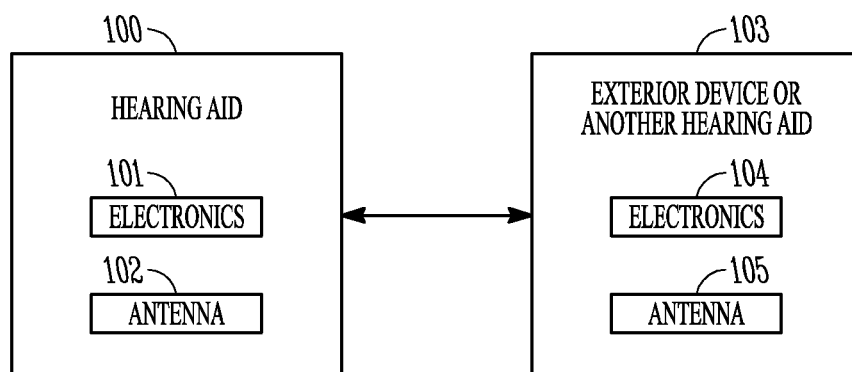 100
HEARING AID
101
ELECTRONICS
102
ANTENNA
103
EXTERIOR DEVICE OR
ANOTHER HEARING AID
104
ELECTRONICS
105
ANTENNA